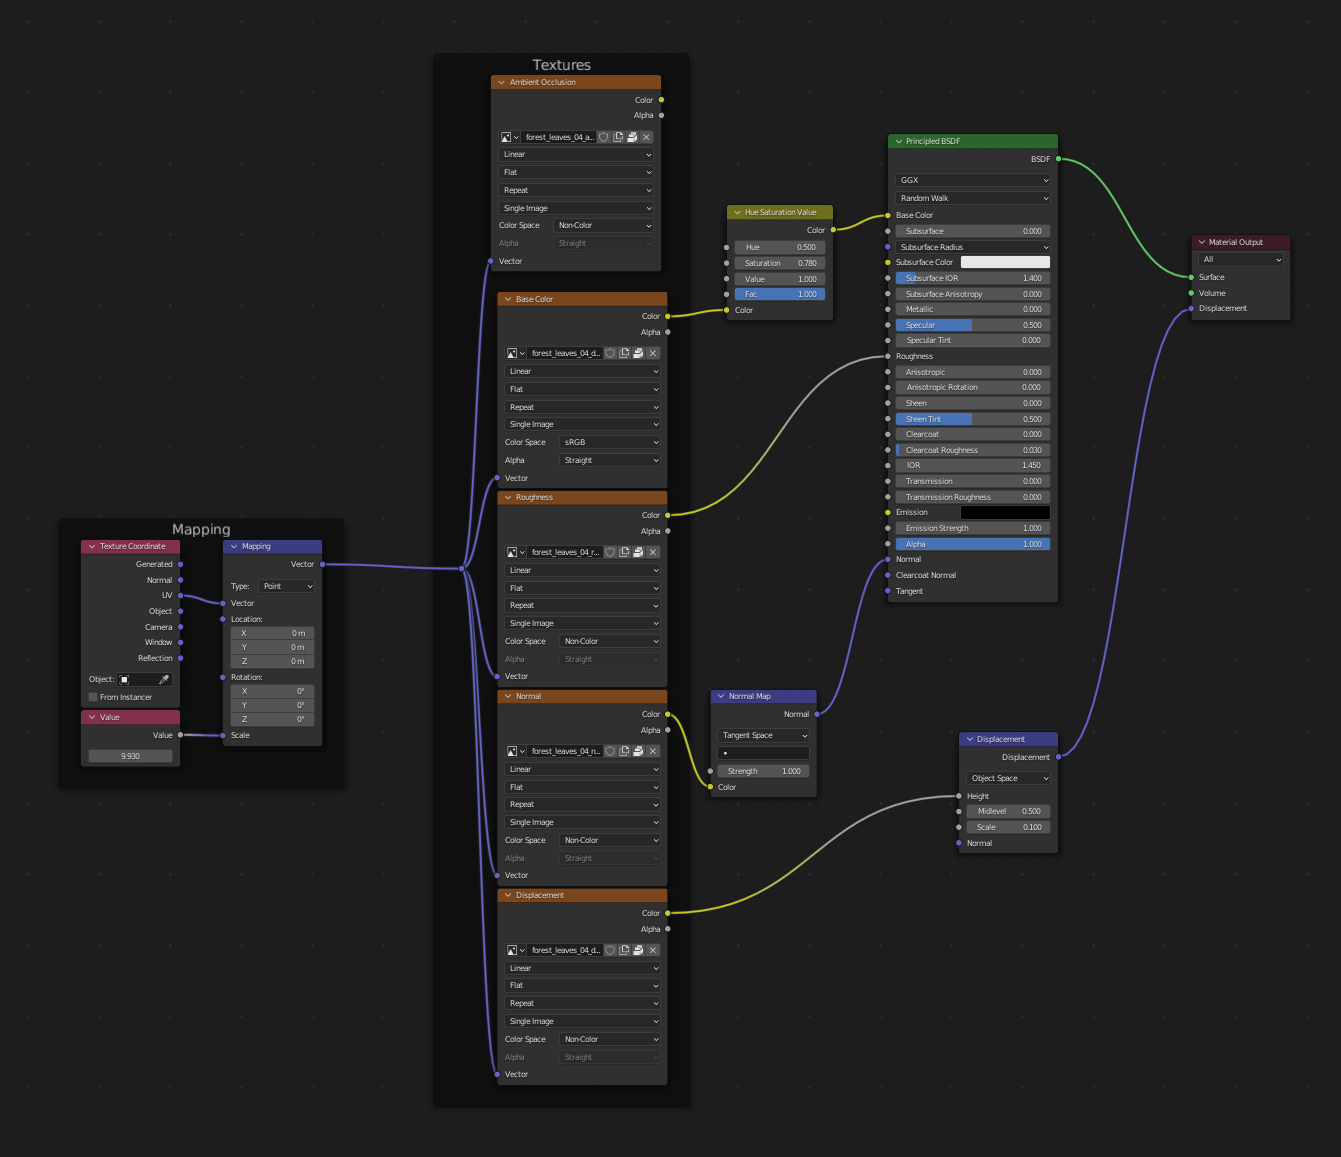 Textures
Ambient Occlusion
Color
Alpha
forest_leaves_04_a...
Linear
Flat
Repeat
Single Image
Color Space Non-Color
Alpha Straight
Vector
Base Color
Color
Alpha
forest_leaves_04_d...
Linear
Flat
Repeat
Single Image
Color Space sRGB
Alpha Straight
Vector
Roughness
Color
Alpha
forest_leaves_04_r...
Linear
Flat
Repeat
Single Image
Color Space Non-Color
Alpha Straight
Vector
Normal
Color
Alpha
forest_leaves_04_n...
Linear
Flat
Repeat
Single Image
Color Space Non-Color
Alpha Straight
Vector
Displacement
Color
Alpha
forest_leaves_04_d...
Linear
Flat
Repeat
Single Image
Color Space Non-Color
Alpha Straight
Vector
Mapping
Texture Coordinate
Generated
Normal
UV
Object
Camera
Window
Reflection
Object:
From Instancer
Value
Value
9.930
Mapping
Vector
Type: Point
Vector
Location:
X 0 m
Y 0 m
Z 0 m
Rotation:
X 0°
Y 0°
Z 0°
Scale
Hue Saturation Value
Color
Hue 0.500
Saturation 0.780
Value 1.000
Fac 1.000
Color
Normal Map
Normal
Tangent Space
Strength 1.000
Color
Principled BSDF
BSDF
GGX
Random Walk
Base Color
Subsurface 0.000
Subsurface Radius
Subsurface Color
Subsurface IOR 1.400
Subsurface Anisotropy 0.000
Metallic 0.000
Specular 0.500
Specular Tint 0.000
Roughness
Anisotropic 0.000
Anisotropic Rotation 0.000
Sheen 0.000
Sheen Tint 0.500
Clearcoat 0.000
Clearcoat Roughness 0.030
IOR 1.450
Transmission 0.000
Transmission Roughness 0.000
Emission
Emission Strength 1.000
Alpha 1.000
Normal
Clearcoat Normal
Tangent
Displacement
Displacement
Object Space
Height
Midlevel 0.500
Scale 0.100
Normal
Material Output
All
Surface
Volume
Displacement